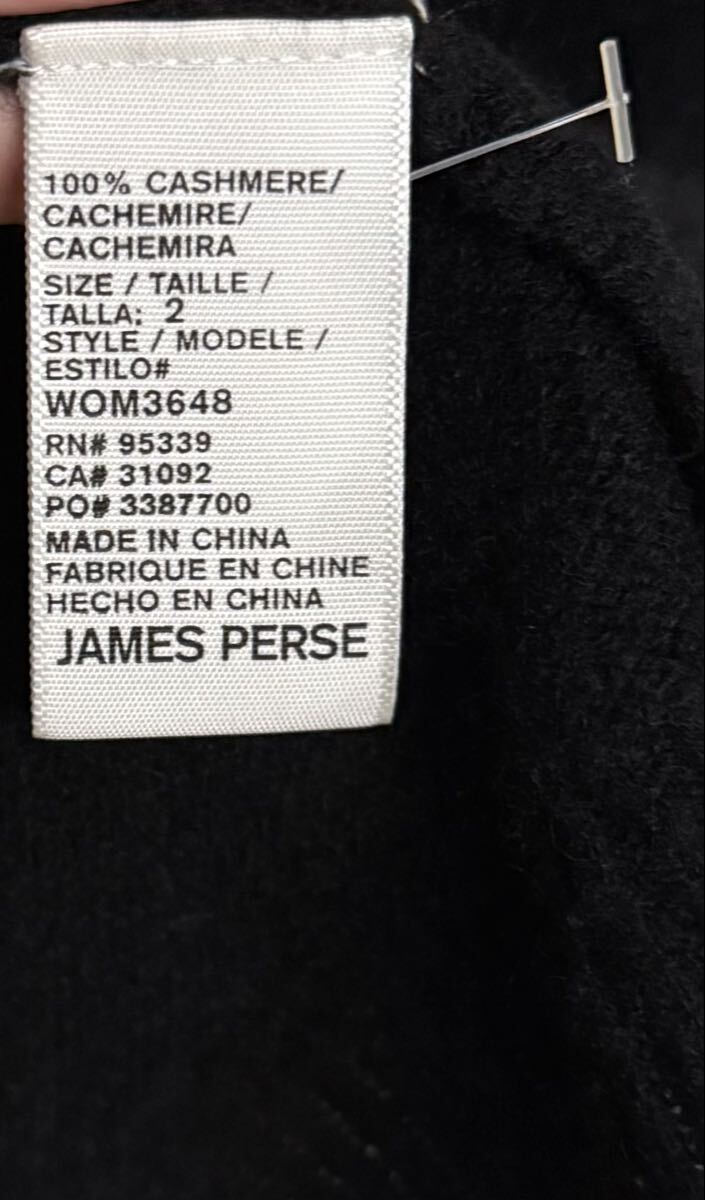 100% CASHMERE/
CACHEMIRE/
CACHEMIRA
SIZE / TAILLE /
TALLA: 2
STYLE / MODELE /
ESTILO#
WOM3648
RN# 95339
CA# 31092
PO# 3387700
MADE IN CHINA
FABRIQUE EN CHINE
HECHO EN CHINA
JAMES PERSE